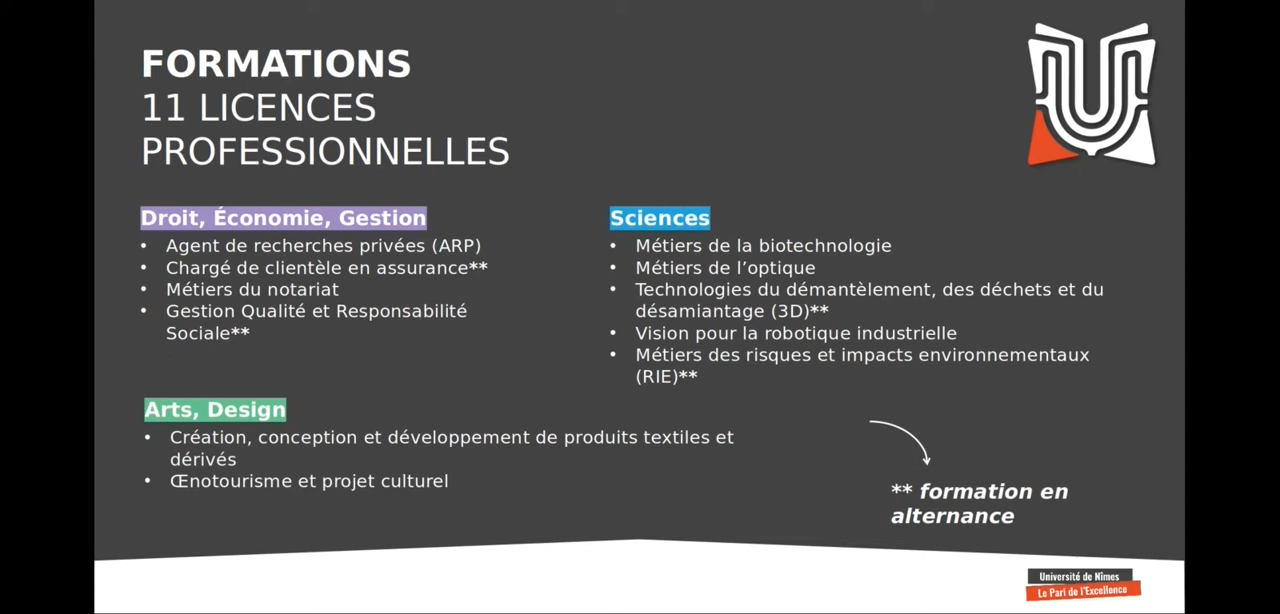 FORMATIONS
11 LICENCES
PROFESSIONNELLES
Droit, Économie, Gestion
• Agent de recherches privées (ARP)
• Chargé de clientèle en assurance**
• Métiers du notariat
• Gestion Qualité et Responsabilité
Sociale**
Sciences
• Métiers de la biotechnologie
• Métiers de l’optique
• Technologies du démantèlement, des déchets et du
désamiantage (3D)**
• Vision pour la robotique industrielle
• Métiers des risques et impacts environnementaux
(RIE)**
Arts, Design
• Création, conception et développement de produits textiles et
dérivés
• Œnotourisme et projet culturel
** formation en
alternance
Université de Nîmes
Le Pari de l'Excellence